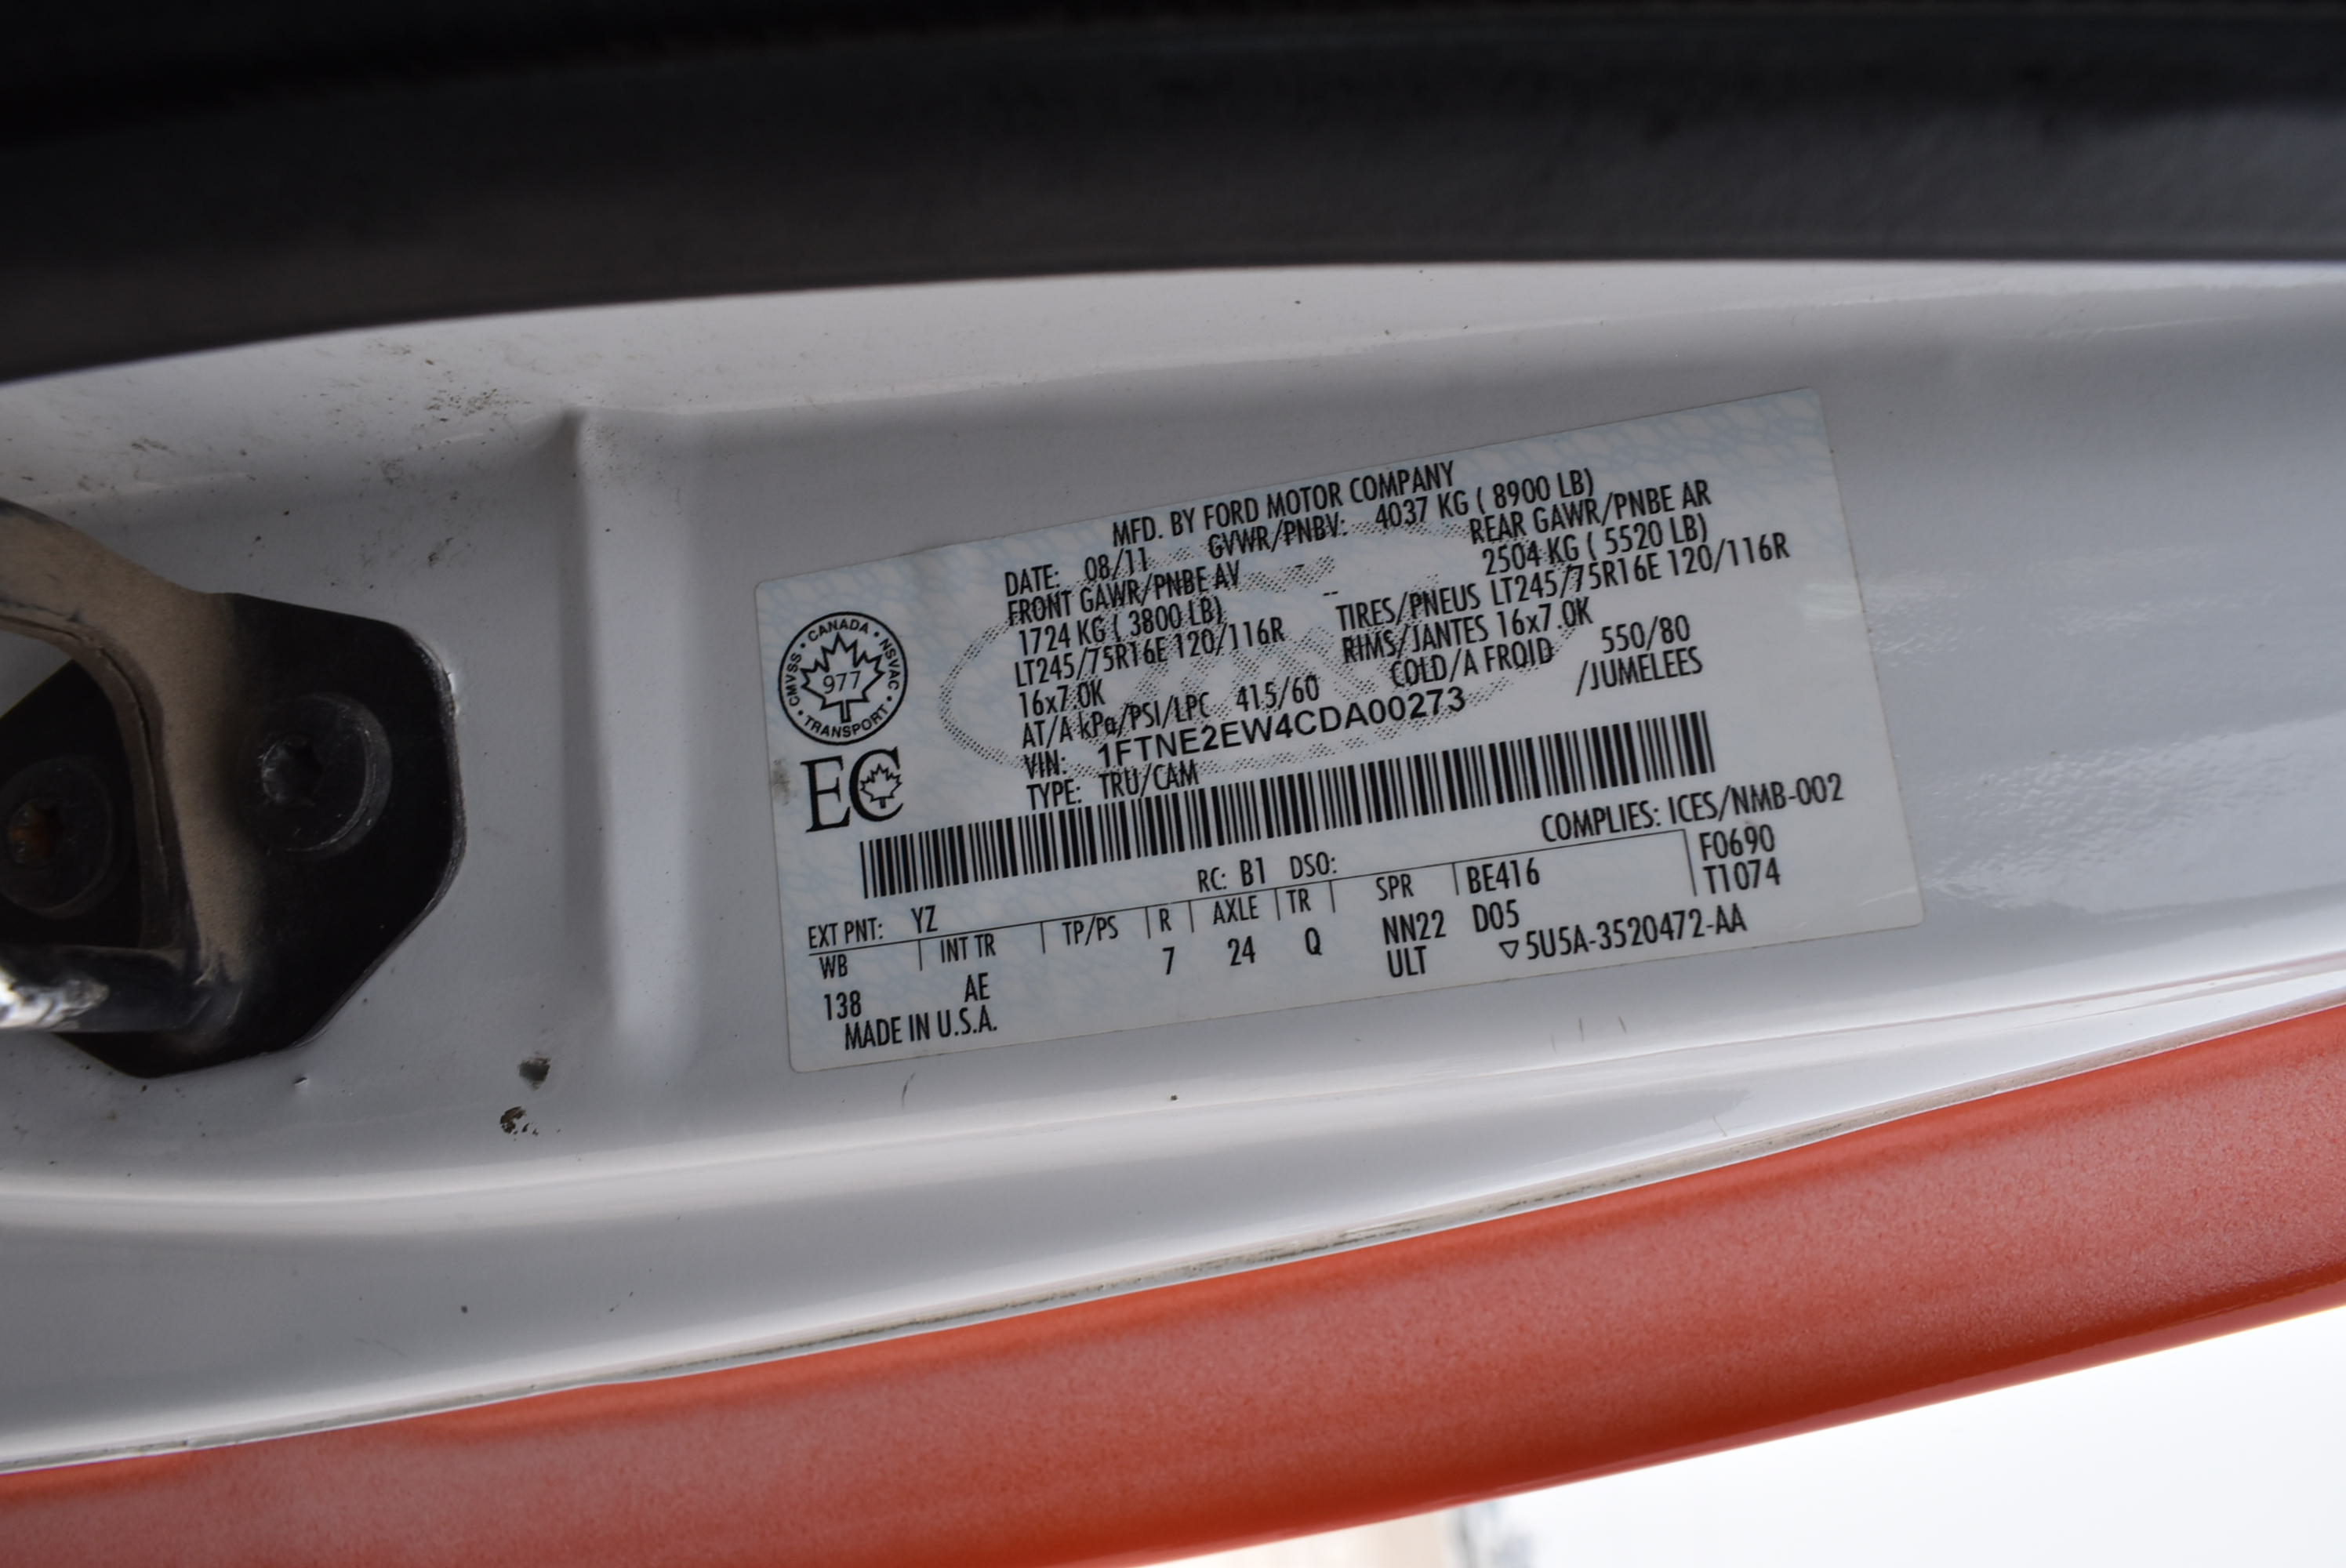 MFD. BY FORD MOTOR COMPANY
DATE: 08/11 GVWR/PNBV: 4037 KG ( 8900 LB)
FRONT GAWR/PNBE AV REAR GAWR/PNBE AR
1724 KG ( 3800 LB) -- 2504 KG ( 5520 LB)
LT245/75R16E 120/116R TIRES/PNEUS LT245/75R16E 120/116R
16x7.0K RIMS/JANTES 16x7.0K
AT/A kPa/PSI/LPC 415/60 COLD/A FROID 550/80
VIN: 1FTNE2EW4CDA00273 /JUMELEES
TYPE: TRU/CAM
CANADA • NSVAC • TRANSPORT • CMVSS •
977
EC
COMPLIES: ICES/NMB-002
RC: B1 DSO: F0690
EXT PNT: YZ BE416 T1074
WB INT TR TP/PS R AXLE TR SPR D05
138 AE 7 24 Q NN22
MADE IN U.S.A. ULT ▽5U5A-3520472-AA